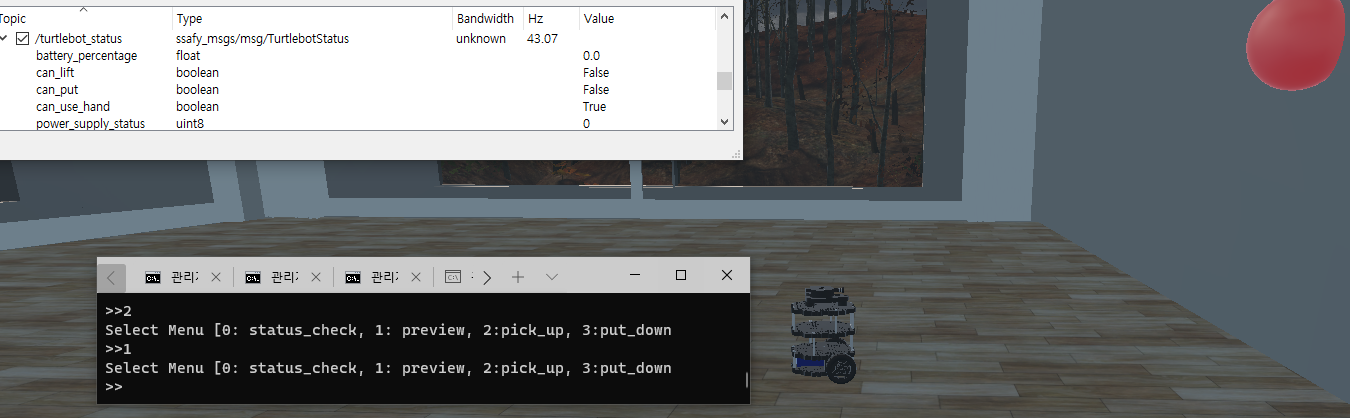 Topic Type Bandwidth Hz Value
/turtlebot_status ssafy_msgs/msg/TurtlebotStatus unknown 43.07
battery_percentage float 0.0
can_lift boolean False
can_put boolean False
can_use_hand boolean True
power_supply_status uint8 0
관리 관리 관리
>>2
Select Menu [0: status_check, 1: preview, 2:pick_up, 3:put_down
>>1
Select Menu [0: status_check, 1: preview, 2:pick_up, 3:put_down
>>